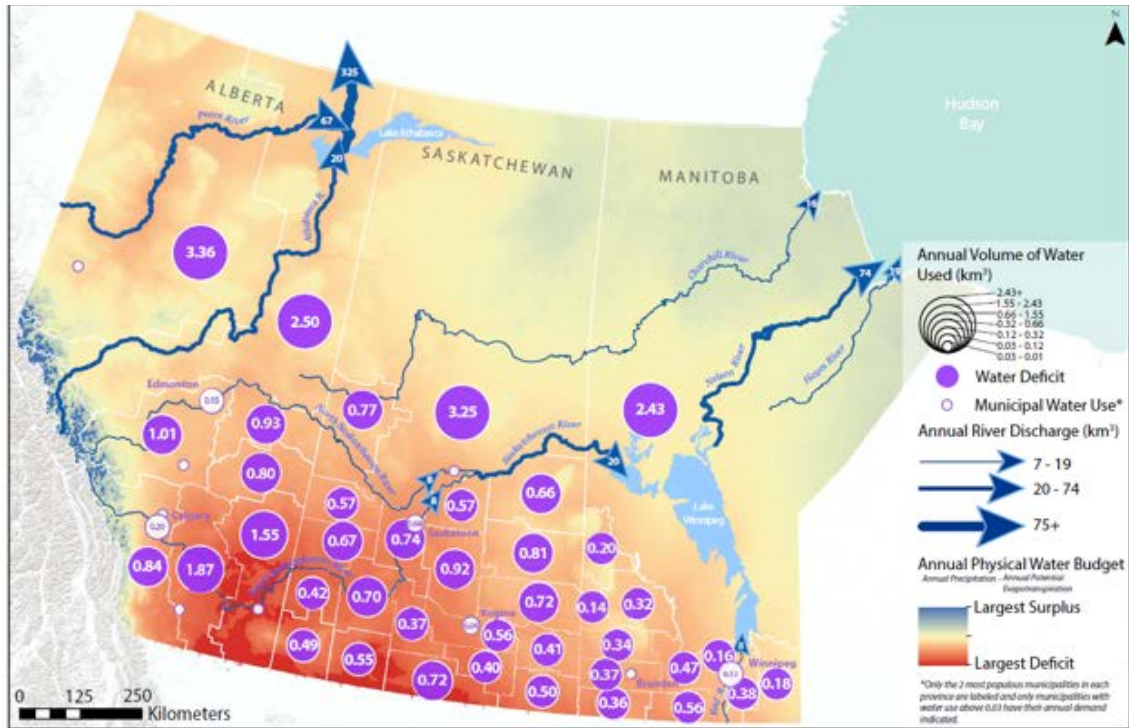 N
325
ALBERTA
Peace River
67
Lake Athabasca
Hudson
Bay
20
SASKATCHEWAN
MANITOBA
Athabasca R.
3.36
Churchill River
74
2.50
Nelson River
Hayes River
Edmonton
0.15
0.77
3.25
2.43
1.01
0.93
North Saskatchewan River
Saskatchewan River
20
0.80
0.57
0.57
0.66
Lake
Winnipeg
Calgary
0.20
1.55
0.67
0.74
Saskatoon
0.81
0.20
0.84
1.87
0.92
0.42
0.70
0.72
0.14
0.32
0.37
Regina
0.56
0.49
0.41
0.34
0.55
0.40
0.37
0.47
0.16
Winnipeg
0.72
0.50
Brandon
0.36
0.56
0.38
0.18
Annual Volume of Water
Used (km³)
2.43+
1.55 - 2.43
0.66 - 1.55
0.32 - 0.66
0.12 - 0.32
0.03 - 0.12
0.03 - 0.01
Water Deficit
Municipal Water Use*
Annual River Discharge (km³)
7 - 19
20 - 74
75+
Annual Physical Water Budget
Annual Precipitation - Annual Potential
Evapotranspiration
Largest Surplus
Largest Deficit
*Only the 2 most populous municipalities in each
province are labeled and only municipalities with
water use above 0.03 have their annual demand
indicated.
0 62.5 125 250
Kilometers